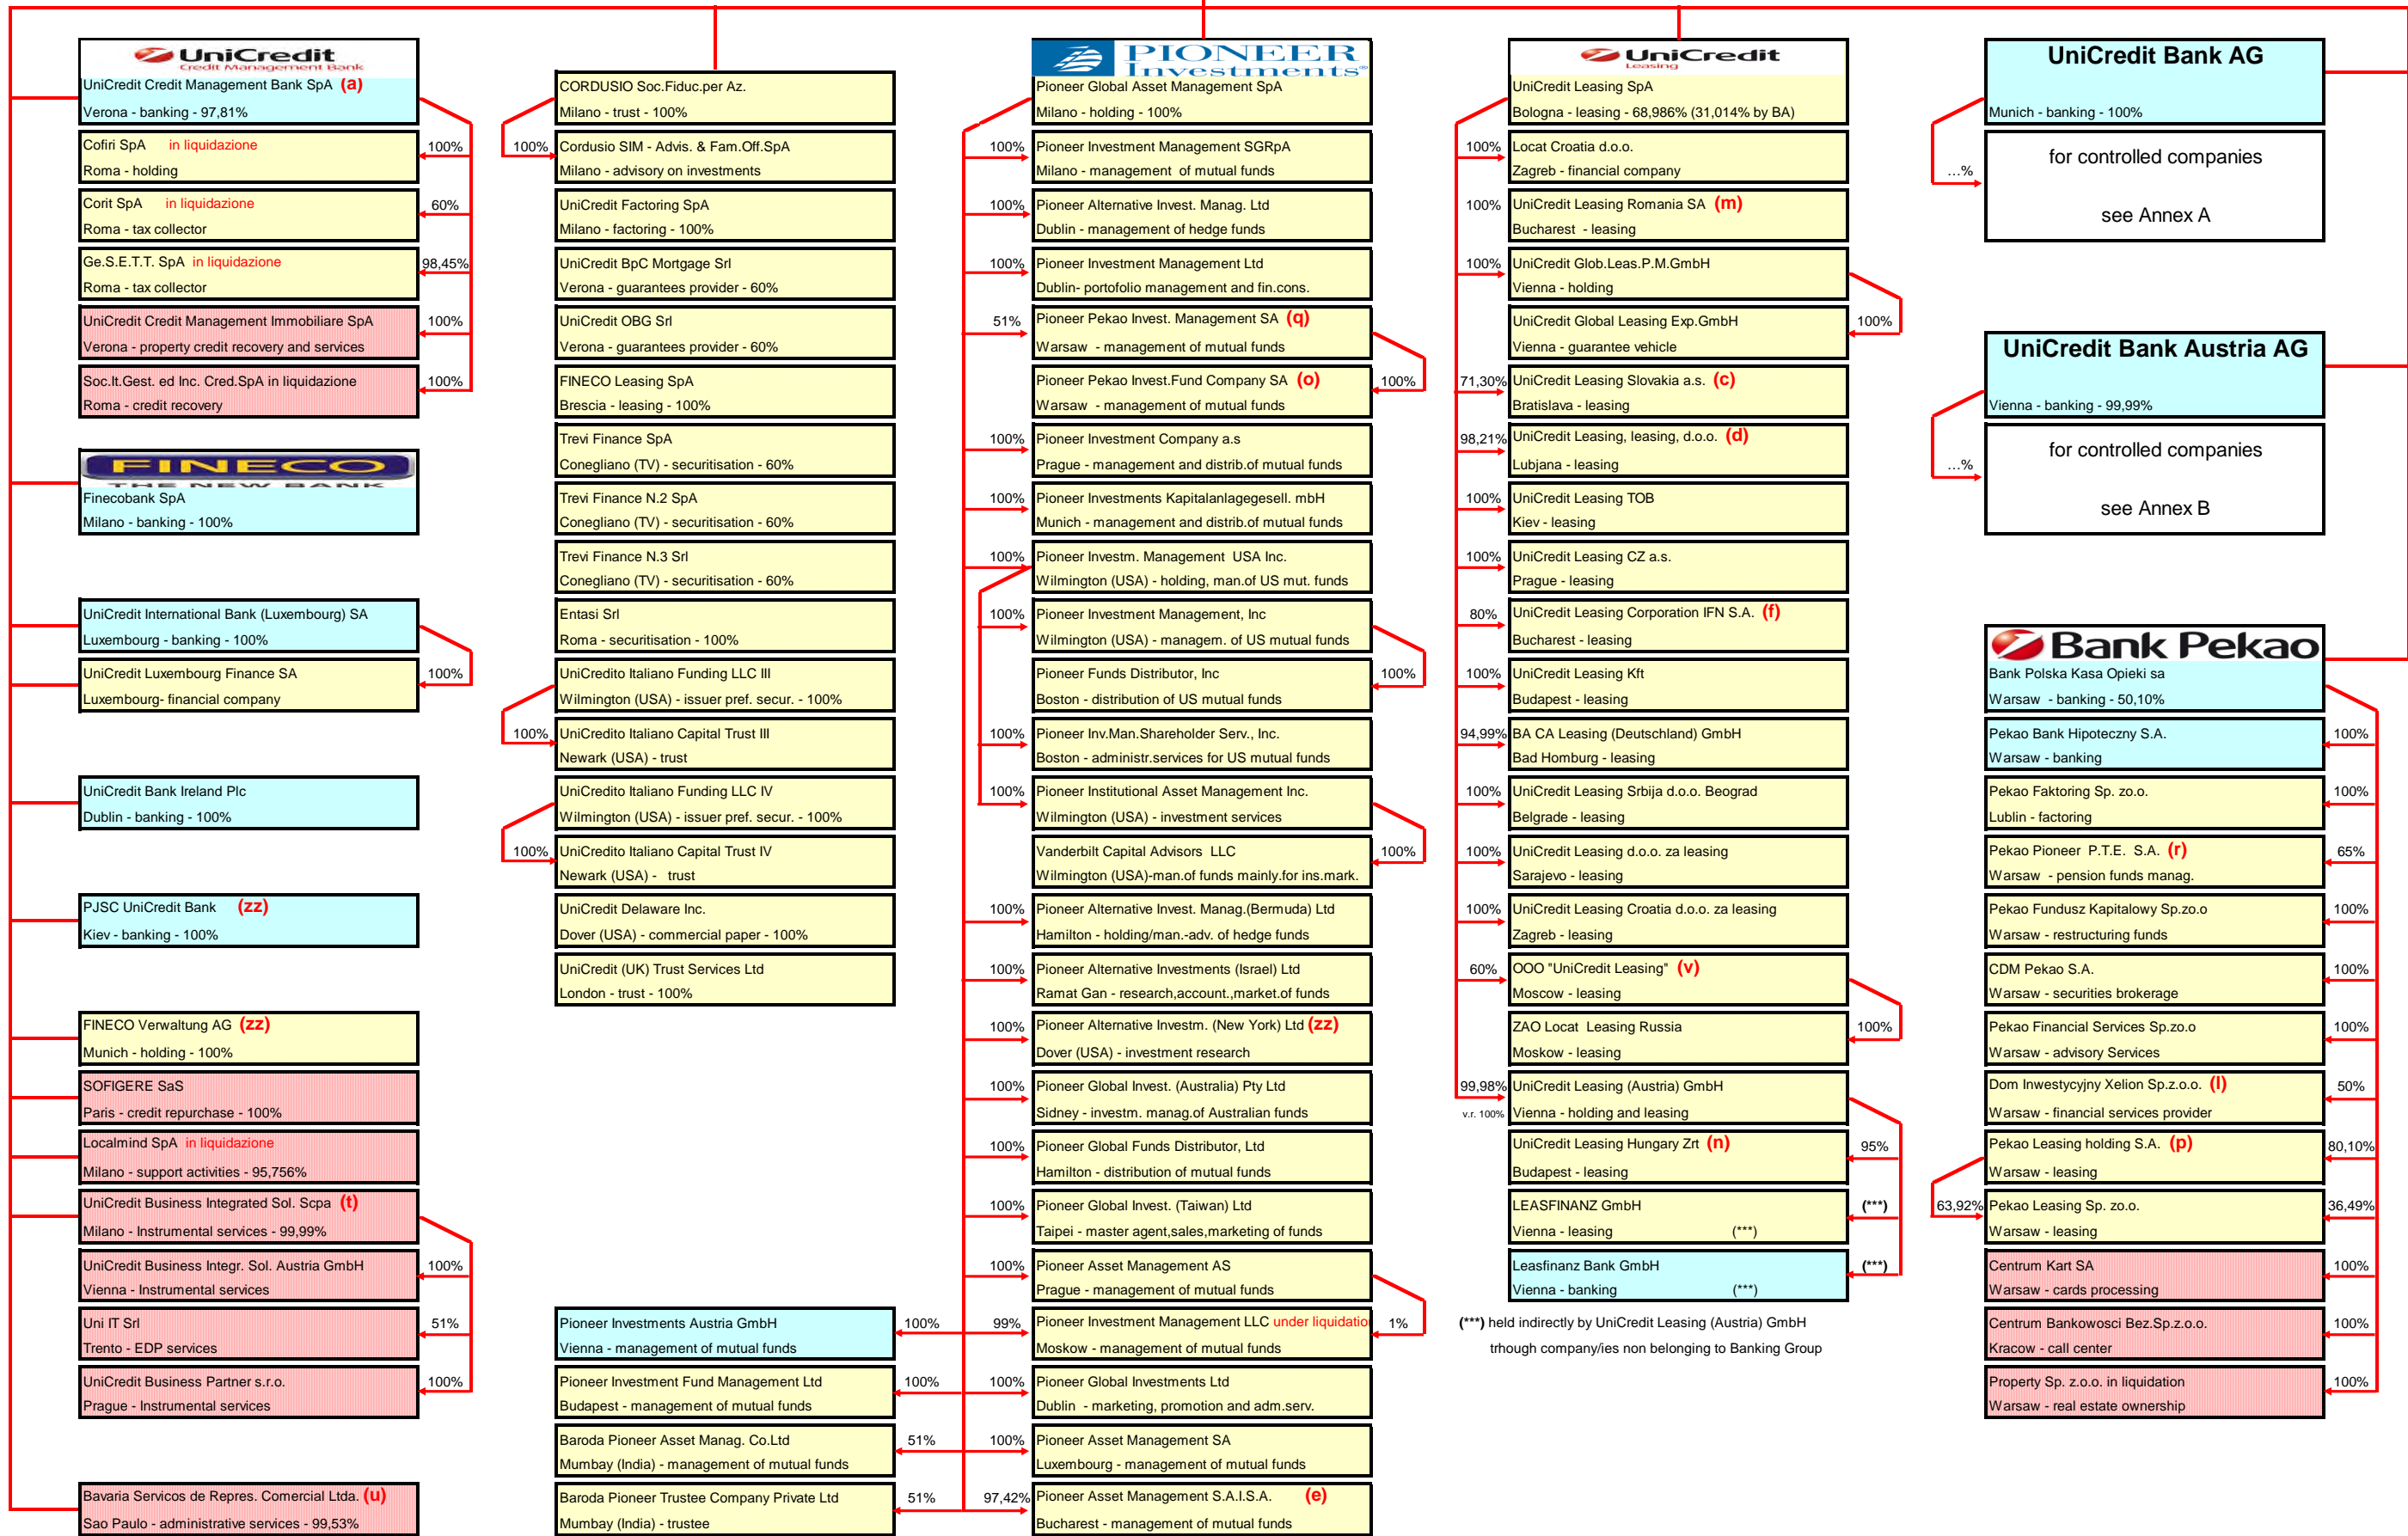 UniCredit
Credit Management Bank
UniCredit Credit Management Bank SpA (a)
Verona - banking - 97,81%
Cofiri SpA in liquidazione
Roma - holding
100%
Corit SpA in liquidazione
Roma - tax collector
60%
Ge.S.E.T.T. SpA in liquidazione
Roma - tax collector
98,45%
UniCredit Credit Management Immobiliare SpA
Verona - property credit recovery and services
100%
Soc.It.Gest. ed Inc. Cred.SpA in liquidazione
Roma - credit recovery
100%
FINECO
THE NEW BANK
Finecobank SpA
Milano - banking - 100%
UniCredit International Bank (Luxembourg) SA
Luxembourg - banking - 100%
UniCredit Luxembourg Finance SA
Luxembourg- financial company
100%
UniCredit Bank Ireland Plc
Dublin - banking - 100%
PJSC UniCredit Bank (zz)
Kiev - banking - 100%
FINECO Verwaltung AG (zz)
Munich - holding - 100%
SOFIGERE SaS
Paris - credit repurchase - 100%
Localmind SpA in liquidazione
Milano - support activities - 95,756%
UniCredit Business Integrated Sol. Scpa (t)
Milano - Instrumental services - 99,99%
UniCredit Business Integr. Sol. Austria GmbH
Vienna - Instrumental services
100%
Uni IT Srl
Trento - EDP services
51%
UniCredit Business Partner s.r.o.
Prague - Instrumental services
100%
Bavaria Servicos de Repres. Comercial Ltda. (u)
Sao Paulo - administrative services - 99,53%
CORDUSIO Soc.Fiduc.per Az.
Milano - trust - 100%
100%
Cordusio SIM - Advis. & Fam.Off.SpA
Milano - advisory on investments
UniCredit Factoring SpA
Milano - factoring - 100%
UniCredit BpC Mortgage Srl
Verona - guarantees provider - 60%
UniCredit OBG Srl
Verona - guarantees provider - 60%
FINECO Leasing SpA
Brescia - leasing - 100%
Trevi Finance SpA
Conegliano (TV) - securitisation - 60%
Trevi Finance N.2 SpA
Conegliano (TV) - securitisation - 60%
Trevi Finance N.3 Srl
Conegliano (TV) - securitisation - 60%
Entasi Srl
Roma - securitisation - 100%
UniCredito Italiano Funding LLC III
Wilmington (USA) - issuer pref. secur. - 100%
100%
UniCredito Italiano Capital Trust III
Newark (USA) - trust
UniCredito Italiano Funding LLC IV
Wilmington (USA) - issuer pref. secur. - 100%
100%
UniCredito Italiano Capital Trust IV
Newark (USA) - trust
UniCredit Delaware Inc.
Dover (USA) - commercial paper - 100%
UniCredit (UK) Trust Services Ltd
London - trust - 100%
Pioneer Investments Austria GmbH
Vienna - management of mutual funds
100%
Pioneer Investment Fund Management Ltd
Budapest - management of mutual funds
100%
Baroda Pioneer Asset Manag. Co.Ltd
Mumbay (India) - management of mutual funds
51%
Baroda Pioneer Trustee Company Private Ltd
Mumbay (India) - trustee
51%
PIONEER
Investments®
Pioneer Global Asset Management SpA
Milano - holding - 100%
100%
Pioneer Investment Management SGRpA
Milano - management of mutual funds
100%
Pioneer Alternative Invest. Manag. Ltd
Dublin - management of hedge funds
100%
Pioneer Investment Management Ltd
Dublin- portofolio management and fin.cons.
51%
Pioneer Pekao Invest. Management SA (q)
Warsaw - management of mutual funds
Pioneer Pekao Invest.Fund Company SA (o)
Warsaw - management of mutual funds
100%
100%
Pioneer Investment Company a.s
Prague - management and distrib.of mutual funds
100%
Pioneer Investments Kapitalanlagegesell. mbH
Munich - management and distrib.of mutual funds
100%
Pioneer Investm. Management USA Inc.
Wilmington (USA) - holding, man.of US mut. funds
100%
Pioneer Investment Management, Inc
Wilmington (USA) - managem. of US mutual funds
Pioneer Funds Distributor, Inc
Boston - distribution of US mutual funds
100%
100%
Pioneer Inv.Man.Shareholder Serv., Inc.
Boston - administr.services for US mutual funds
100%
Pioneer Institutional Asset Management Inc.
Wilmington (USA) - investment services
Vanderbilt Capital Advisors LLC
Wilmington (USA)-man.of funds mainly.for ins.mark.
100%
100%
Pioneer Alternative Invest. Manag.(Bermuda) Ltd
Hamilton - holding/man.-adv. of hedge funds
100%
Pioneer Alternative Investments (Israel) Ltd
Ramat Gan - research,account.,market.of funds
100%
Pioneer Alternative Investm. (New York) Ltd (zz)
Dover (USA) - investment research
100%
Pioneer Global Invest. (Australia) Pty Ltd
Sidney - investm. manag.of Australian funds
100%
Pioneer Global Funds Distributor, Ltd
Hamilton - distribution of mutual funds
100%
Pioneer Global Invest. (Taiwan) Ltd
Taipei - master agent,sales,marketing of funds
100%
Pioneer Asset Management AS
Prague - management of mutual funds
99%
Pioneer Investment Management LLC under liquidatio
Moskow - management of mutual funds
1%
100%
Pioneer Global Investments Ltd
Dublin - marketing, promotion and adm.serv.
100%
Pioneer Asset Management SA
Luxembourg - management of mutual funds
97,42%
Pioneer Asset Management S.A.I.S.A. (e)
Bucharest - management of mutual funds
UniCredit
Leasing
UniCredit Leasing SpA
Bologna - leasing - 68,986% (31,014% by BA)
100%
Locat Croatia d.o.o.
Zagreb - financial company
100%
UniCredit Leasing Romania SA (m)
Bucharest - leasing
100%
UniCredit Glob.Leas.P.M.GmbH
Vienna - holding
UniCredit Global Leasing Exp.GmbH
Vienna - guarantee vehicle
100%
71,30%
UniCredit Leasing Slovakia a.s. (c)
Bratislava - leasing
98,21%
UniCredit Leasing, leasing, d.o.o. (d)
Lubjana - leasing
100%
UniCredit Leasing TOB
Kiev - leasing
100%
UniCredit Leasing CZ a.s.
Prague - leasing
80%
UniCredit Leasing Corporation IFN S.A. (f)
Bucharest - leasing
100%
UniCredit Leasing Kft
Budapest - leasing
94,99%
BA CA Leasing (Deutschland) GmbH
Bad Homburg - leasing
100%
UniCredit Leasing Srbija d.o.o. Beograd
Belgrade - leasing
100%
UniCredit Leasing d.o.o. za leasing
Sarajevo - leasing
100%
UniCredit Leasing Croatia d.o.o. za leasing
Zagreb - leasing
60%
OOO "UniCredit Leasing" (v)
Moscow - leasing
ZAO Locat Leasing Russia
Moskow - leasing
100%
99,98%
v.r. 100%
UniCredit Leasing (Austria) GmbH
Vienna - holding and leasing
UniCredit Leasing Hungary Zrt (n)
Budapest - leasing
95%
LEASFINANZ GmbH
Vienna - leasing (***)
(***)
Leasfinanz Bank GmbH
Vienna - banking (***)
(***)
(***) held indirectly by UniCredit Leasing (Austria) GmbH
trhough company/ies non belonging to Banking Group
UniCredit Bank AG
Munich - banking - 100%
...%
for controlled companies
see Annex A
UniCredit Bank Austria AG
Vienna - banking - 99,99%
...%
for controlled companies
see Annex B
Bank Pekao
Bank Polska Kasa Opieki sa
Warsaw - banking - 50,10%
Pekao Bank Hipoteczny S.A.
Warsaw - banking
100%
Pekao Faktoring Sp. zo.o.
Lublin - factoring
100%
Pekao Pioneer P.T.E. S.A. (r)
Warsaw - pension funds manag.
65%
Pekao Fundusz Kapitalowy Sp.zo.o
Warsaw - restructuring funds
100%
CDM Pekao S.A.
Warsaw - securities brokerage
100%
Pekao Financial Services Sp.zo.o
Warsaw - advisory Services
100%
Dom Inwestycyjny Xelion Sp.z.o.o. (l)
Warsaw - financial services provider
50%
Pekao Leasing holding S.A. (p)
Warsaw - leasing
80,10%
63,92%
Pekao Leasing Sp. zo.o.
Warsaw - leasing
36,49%
Centrum Kart SA
Warsaw - cards processing
100%
Centrum Bankowosci Bez.Sp.z.o.o.
Kracow - call center
100%
Property Sp. z.o.o. in liquidation
Warsaw - real estate ownership
100%